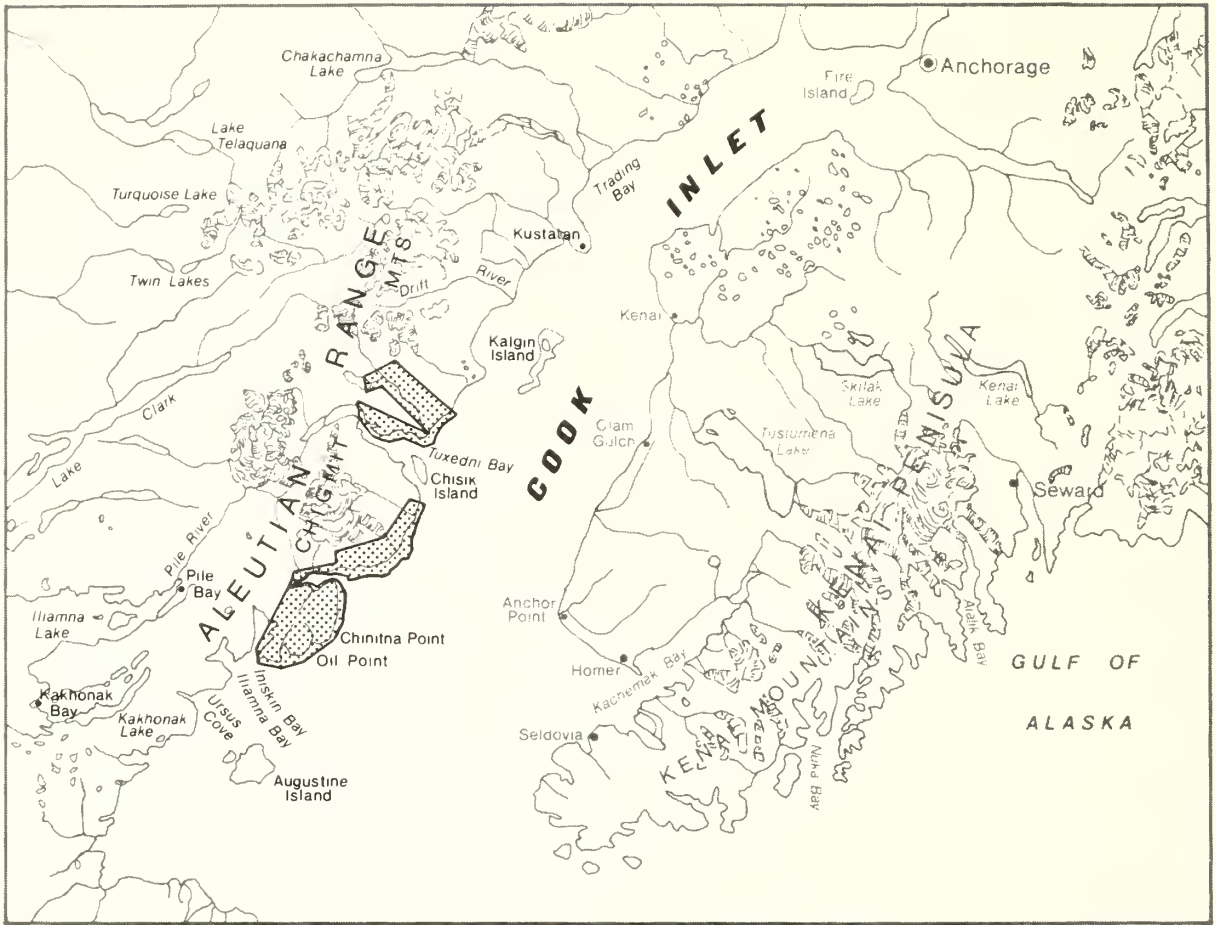 Chakachamna
Lake
Anchorage
Fire
Island
Lake
Telaquana
Trading
Bay
COOK INLET
Turquoise Lake
Kustatan
Twin Lakes
Drift River
Kenai
Kalgin
Island
ALEUTIAN RANGE
CHIGMIT MTS
Lake Clark
Skilak
Lake
Kenai
Lake
Clam
Gulch
Tustumena
Lake
Tuxedni Bay
Chisik
Island
Seward
KENAI PENISULA
KENAI MOUNTAINS
Pile River
Pile
Bay
Iliamna
Lake
Anchor
Point
Chinitna Point
Oil Point
Homer
Kachemak Bay
Aialik Bay
GULF OF
ALASKA
Kakhonak
Bay
Kakhonak
Lake
Ursus
Cove
Iniskin Bay
Iliamna Bay
Seldovia
Nuka Bay
Augustine
Island